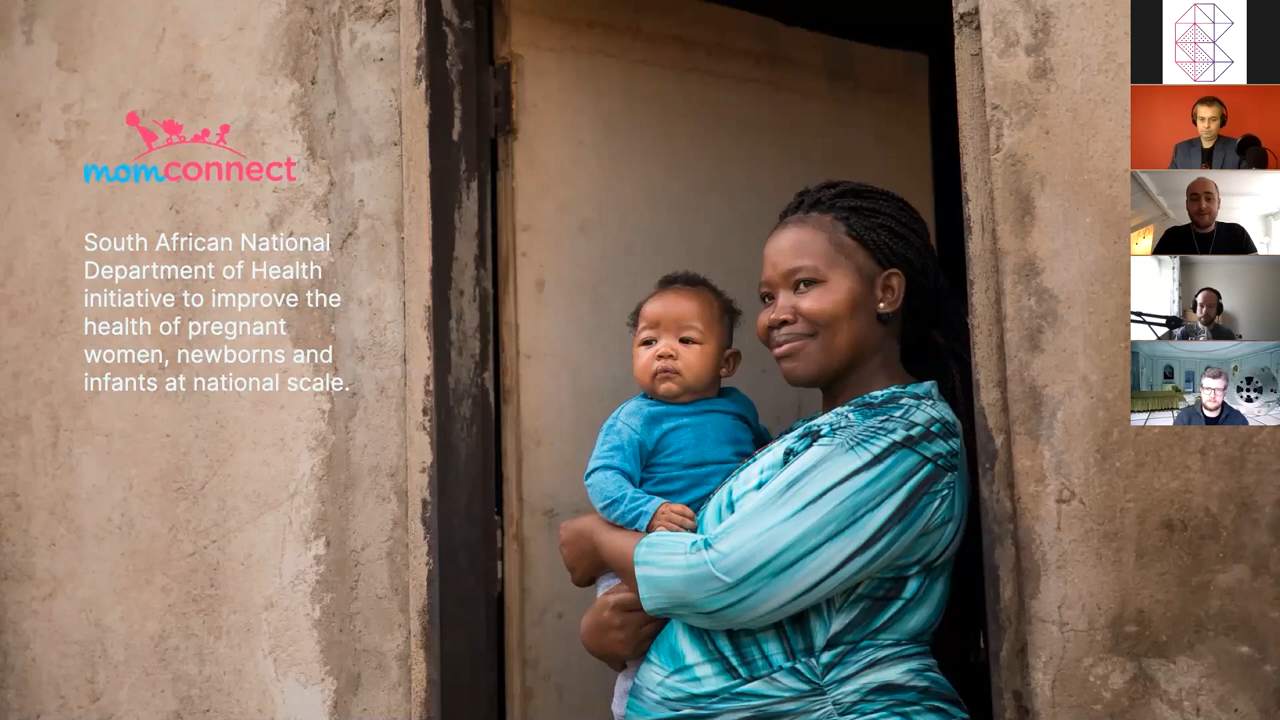 momconnect
South African National
Department of Health
initiative to improve the
health of pregnant
women, newborns and
infants at national scale.